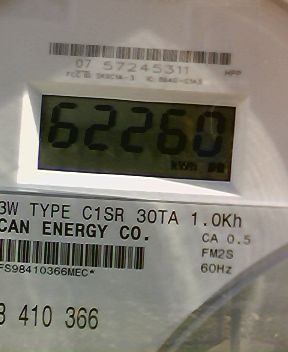 07 57245311
62260
kWh
3W TYPE C1SR 30TA 1.0Kh
CAN ENERGY CO.
CA 0.5
FM2S
60Hz
FS98410366MEC*
8 410 366